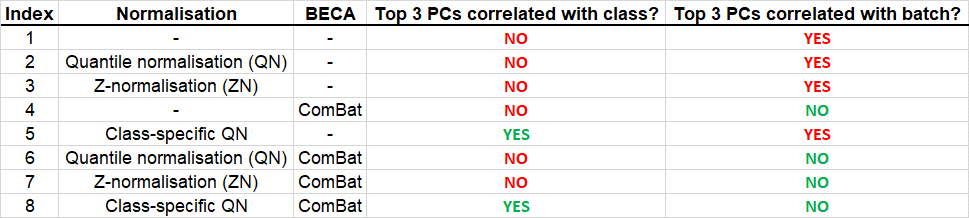 Index Normalisation BECA Top 3 PCs correlated with class? Top 3 PCs correlated with batch?
1 - - NO YES
2 Quantile normalisation (QN) - NO YES
3 Z-normalisation (ZN) - NO YES
4 - ComBat NO NO
5 Class-specific QN - YES YES
6 Quantile normalisation (QN) ComBat NO NO
7 Z-normalisation (ZN) ComBat NO NO
8 Class-specific QN ComBat YES NO